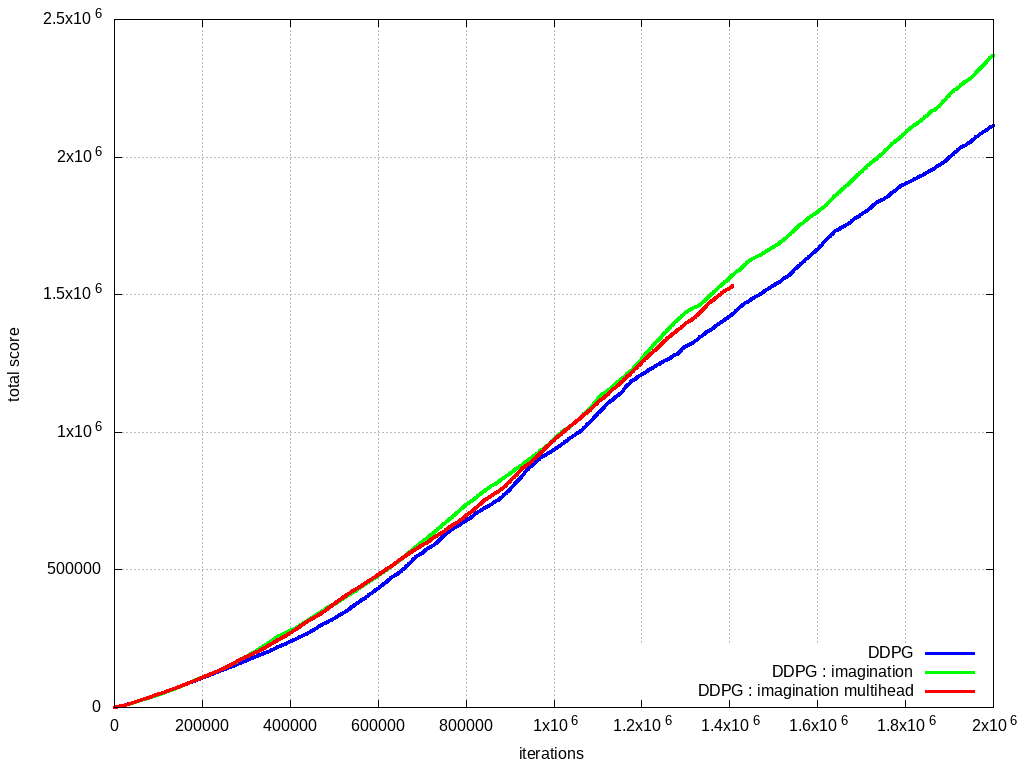 2.5x10^6
2x10^6
1.5x10^6
1x10^6
500000
0
total score
DDPG
DDPG : imagination
DDPG : imagination multihead
0 200000 400000 600000 800000 1x10^6 1.2x10^6 1.4x10^6 1.6x10^6 1.8x10^6 2x10^6
iterations